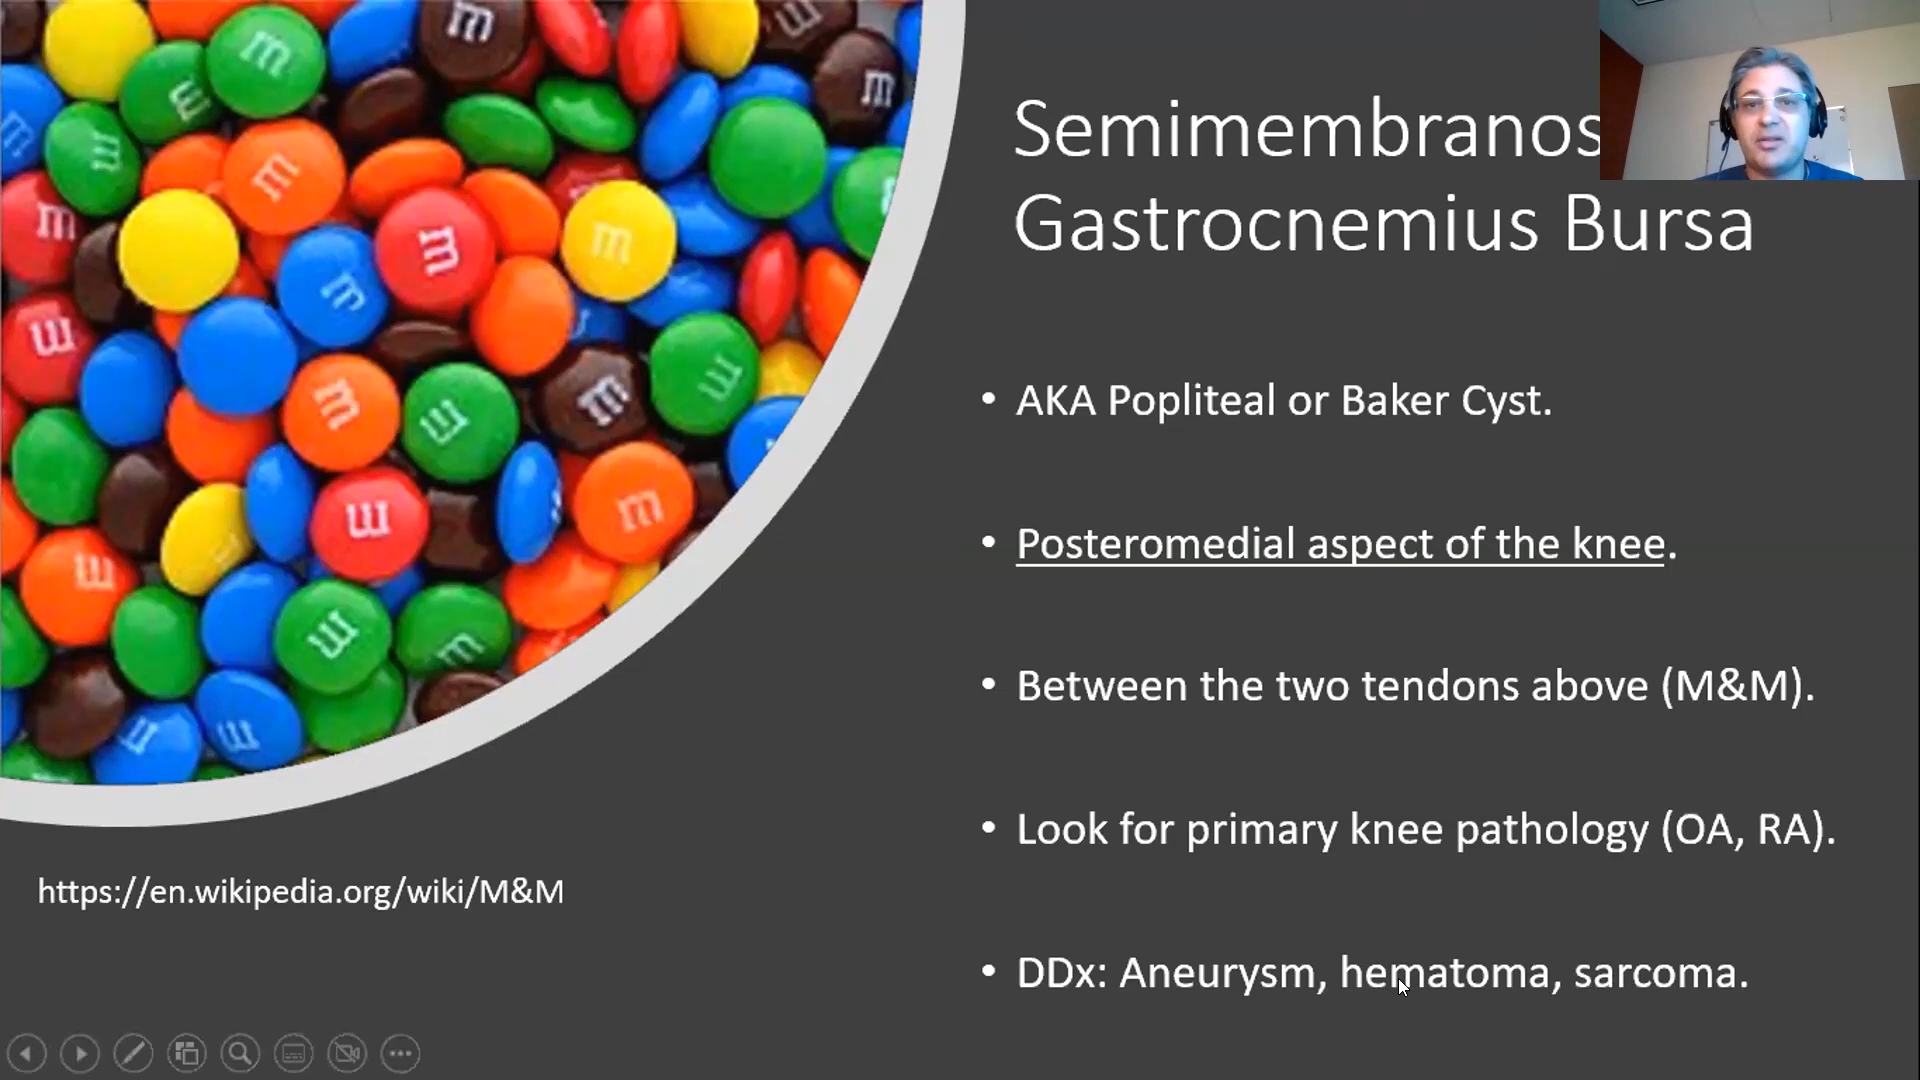 Semimembranos
Gastrocnemius Bursa
• AKA Popliteal or Baker Cyst.
• Posteromedial aspect of the knee.
• Between the two tendons above (M&M).
• Look for primary knee pathology (OA, RA).
• DDx: Aneurysm, hematoma, sarcoma.
https://en.wikipedia.org/wiki/M&M